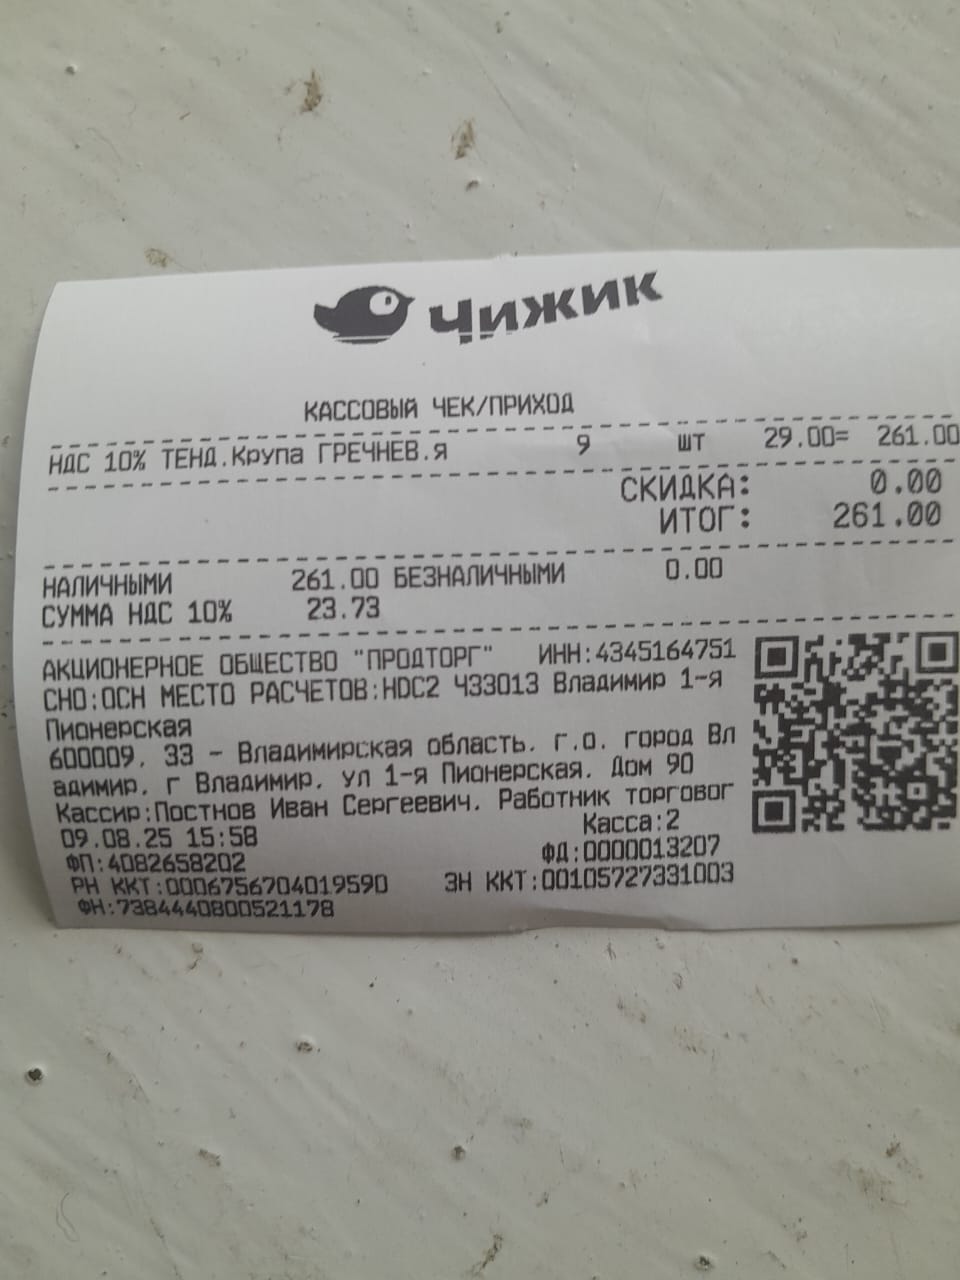 Чижик
КАССОВЫЙ ЧЕК/ПРИХОД
НДС 10% ТЕНД.Крупа ГРЕЧНЕВ.Я 9 шт 29.00= 261.00
СКИДКА: 0.00
ИТОГ: 261.00
НАЛИЧНЫМИ 261.00 БЕЗНАЛИЧНЫМИ 0.00
СУММА НДС 10% 23.73
АКЦИОНЕРНОЕ ОБЩЕСТВО "ПРОДТОРГ" ИНН:4345164751
СНО:ОСН МЕСТО РАСЧЕТОВ:HDC2 Ч33013 Владимир 1-я
Пионерская
600009, 33 - Владимирская область, г.о. город Вл
адимир, г Владимир, ул 1-я Пионерская, Дом 90
Кассир:Постнов Иван Сергеевич, Работник торговог
09.08.25 15:58 Касса:2
ФП:4082658202 ФД:0000013207
РН ККТ:0006756704019590 ЗН ККТ:00105727331003
ФН:7384440800521178